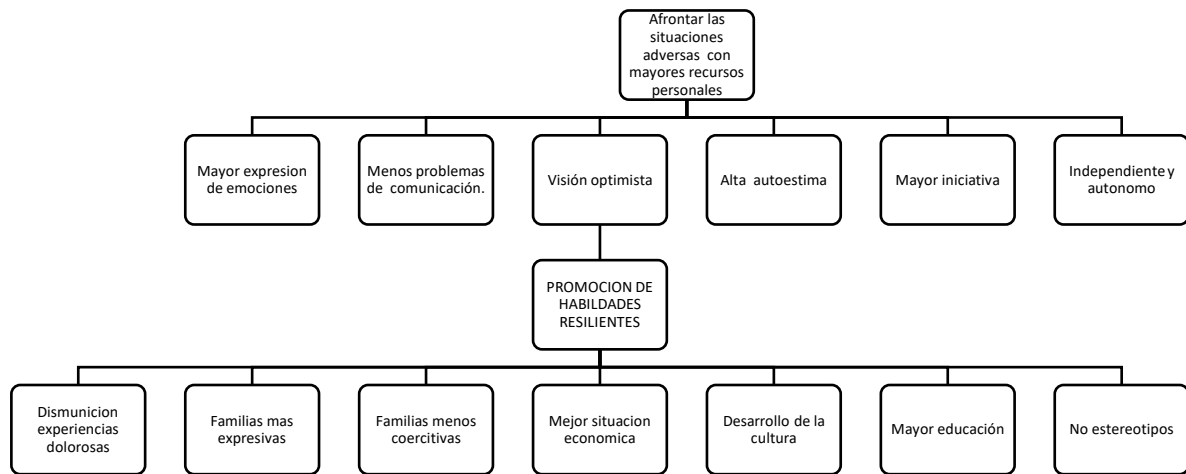 Afrontar las
situaciones
adversas con
mayores recursos
personales
Mayor expresion
de emociones
Menos problemas
de comunicación.
Visión optimista
Alta autoestima
Mayor iniciativa
Independiente y
autonomo
PROMOCION DE
HABILDADES
RESILIENTES
Dismunicion
experiencias
dolorosas
Familias mas
expresivas
Familias menos
coercitivas
Mejor situacion
economica
Desarrollo de la
cultura
Mayor educación
No estereotipos